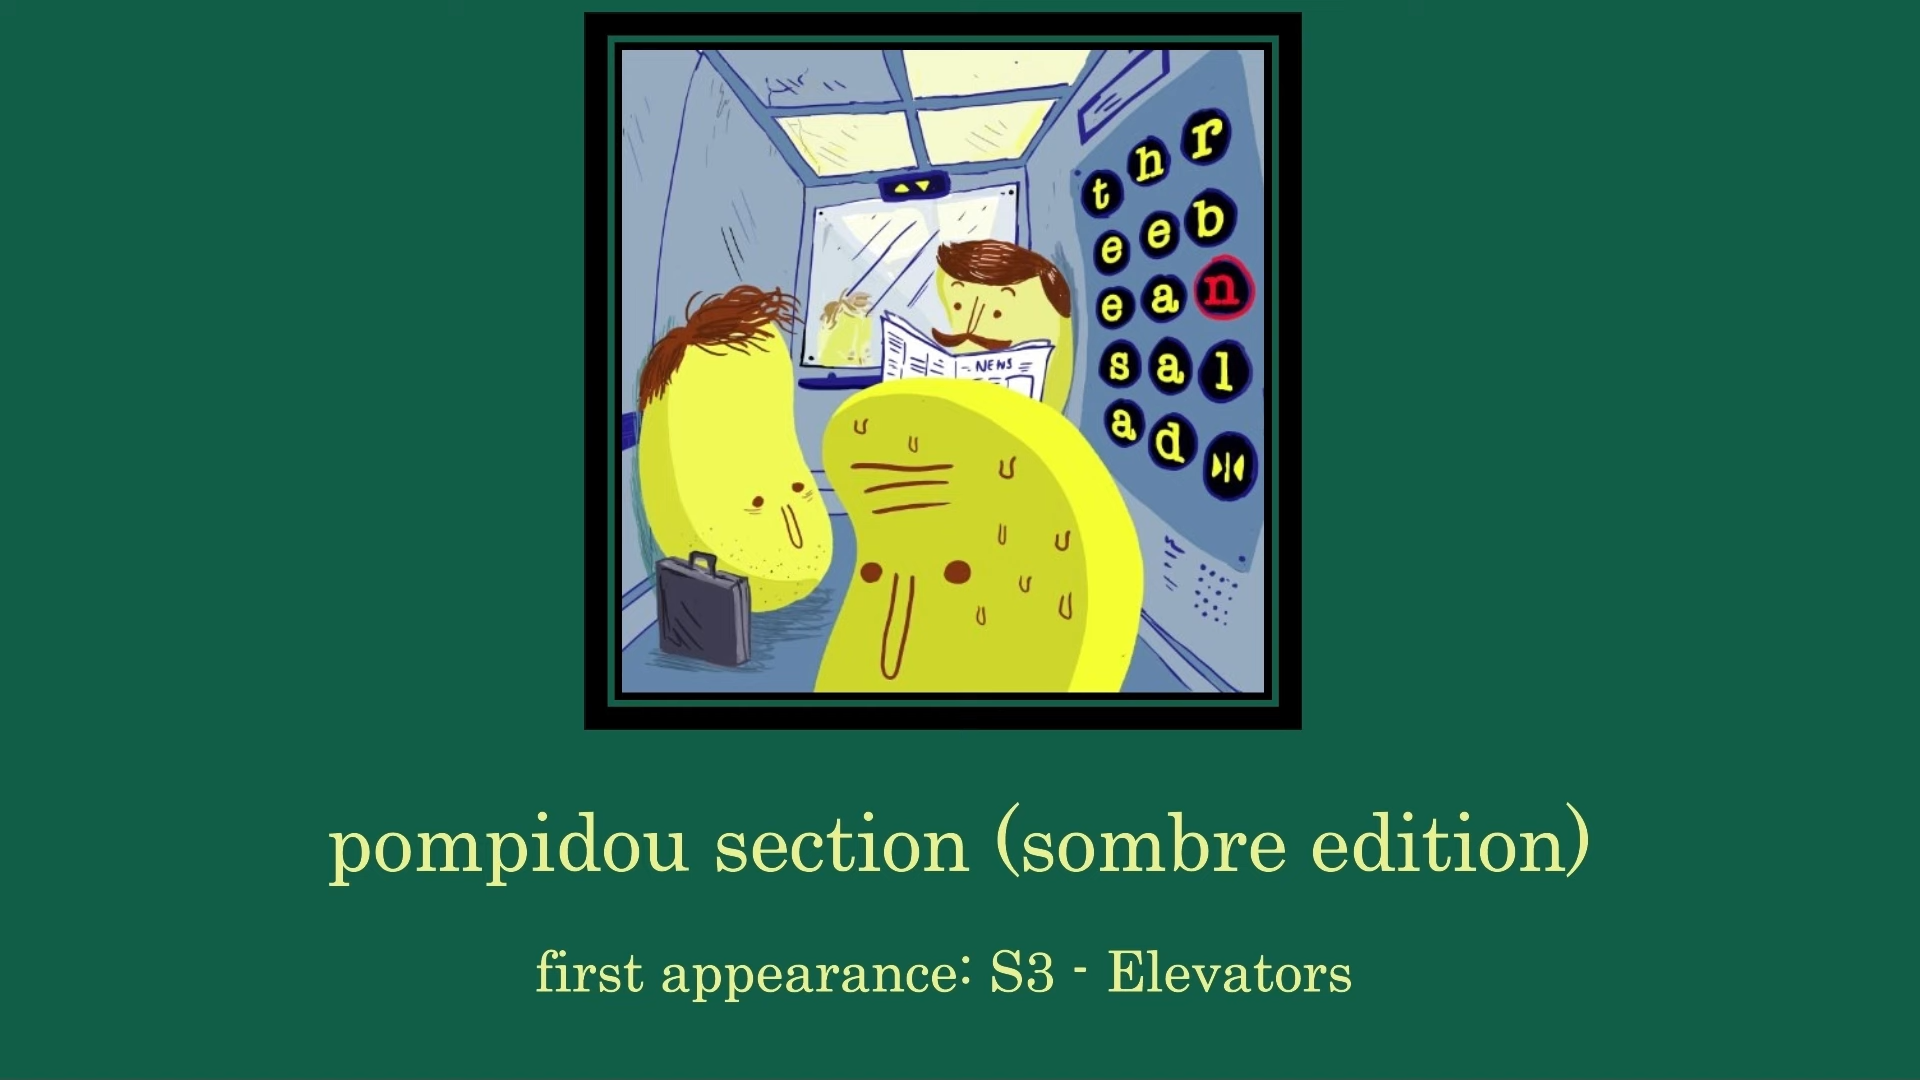 t h r
e e b
e a n
s a l
a d
NEWS
pompidou section (sombre edition)
first appearance: S3 - Elevators